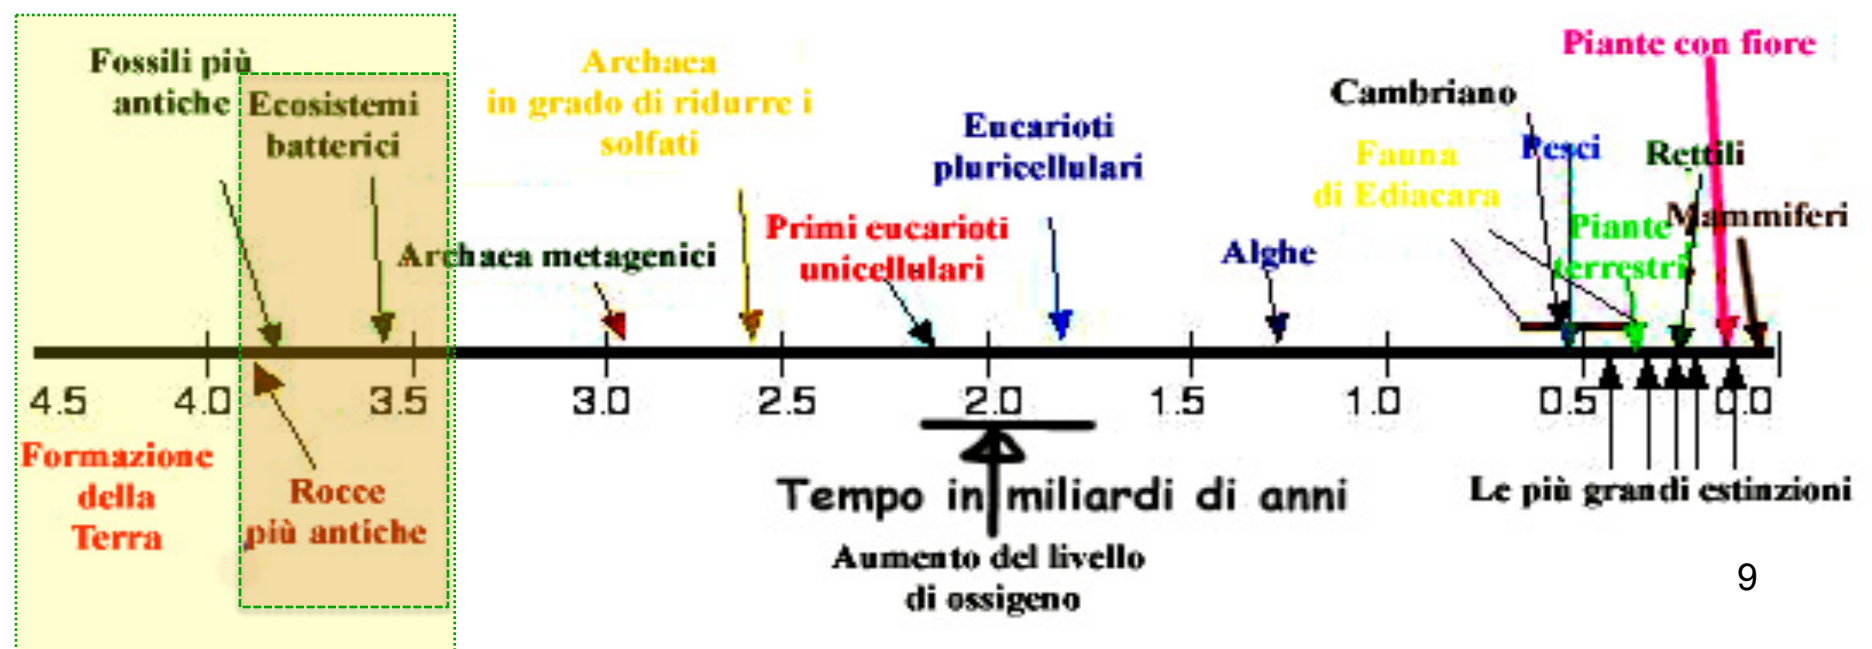 Fossili più
antiche
Ecosistemi
batterici
Archaea
in grado di ridurre i
solfati
Archaea metagenici
Primi eucarioti
unicellulari
Eucarioti
pluricellulari
Alghe
Fauna
di Ediacara
Cambriano
Pesci
Piante con fiore
Rettili
Piante
terrestri
Mammiferi
4.5 4.0 3.5 3.0 2.5 2.0 1.5 1.0 0.5 0.0
Formazione
della
Terra
Rocce
più antiche
Tempo in miliardi di anni
Aumento del livello
di ossigeno
Le più grandi estinzioni
9